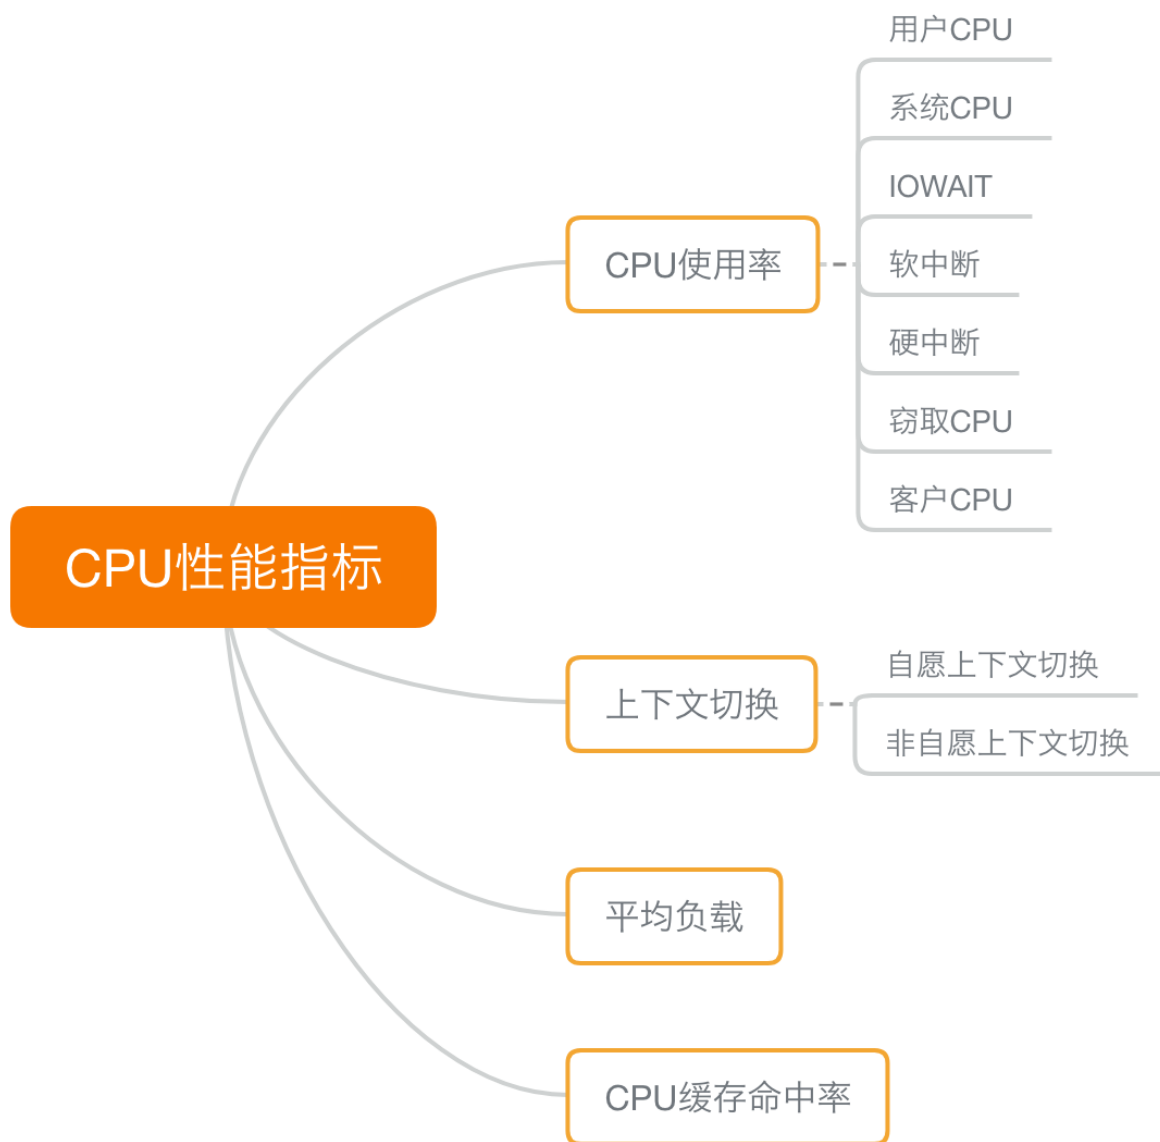 CPU性能指标
CPU使用率
用户CPU
系统CPU
IOWAIT
软中断
硬中断
窃取CPU
客户CPU
上下文切换
自愿上下文切换
非自愿上下文切换
平均负载
CPU缓存命中率